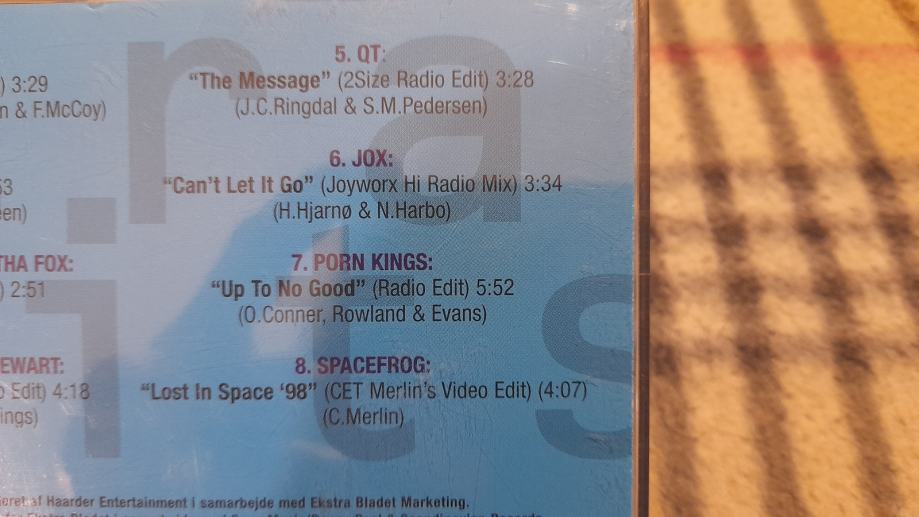 ) 3:29
n & F.McCoy)
53
een)
THA FOX:
) 2:51
EWART:
o Edit) 4:18
ings)
5. QT:
“The Message” (2Size Radio Edit) 3:28
(J.C.Ringdal & S.M.Pedersen)
6. JOX:
“Can’t Let It Go” (Joyworx Hi Radio Mix) 3:34
(H.Hjarnø & N.Harbo)
7. PORN KINGS:
“Up To No Good” (Radio Edit) 5:52
(O.Conner, Rowland & Evans)
8. SPACEFROG:
“Lost In Space ’98” (CET Merlin’s Video Edit) (4:07)
(C.Merlin)
eret af Haarder Entertainment i samarbejde med Ekstra Bladet Marketing.